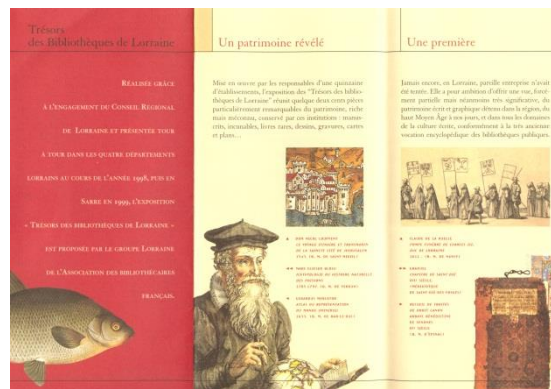 Trésors
des Bibliothèques de Lorraine
Réalisée grâce
à l'engagement du Conseil Régional
de Lorraine et présentée tour
à tour dans les quatre départements
lorrains au cours de l'année 1998, puis en
Sarre en 1999, l'exposition
« Trésors des bibliothèques de Lorraine »
est proposée par le groupe Lorraine
de l'Association des bibliothécaires
français.
Un patrimoine révélé
Mise en œuvre par les responsables d'une quinzaine
d'établissements, l'exposition des "Trésors des biblio-
thèques de Lorraine" réunit quelque deux cents pièces
particulièrement remarquables du patrimoine, riche
mais méconnu, conservé par ces institutions : manus-
crits, incunables, livres rares, dessins, gravures, cartes
et plans…
Une première
Jamais encore, en Lorraine, pareille entreprise n'avait
été tentée. Elle a pour ambition d'offrir une vue, forcé-
ment partielle mais néanmoins très significative, du
patrimoine écrit et graphique détenu dans la région, du
haut Moyen Âge à nos jours, et dans tous les domaines
de la culture écrite, conformément à la très ancienne
vocation encyclopédique des bibliothèques publiques.